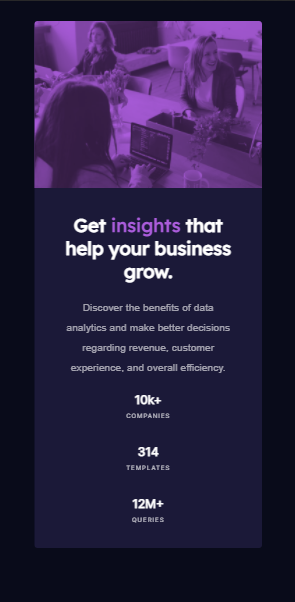 Get insights that
help your business
grow.
Discover the benefits of data
analytics and make better decisions
regarding revenue, customer
experience, and overall efficiency.
10k+
COMPANIES
314
TEMPLATES
12M+
QUERIES